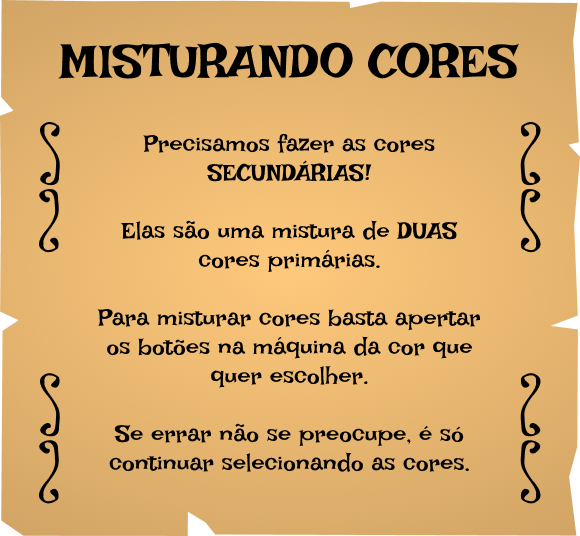 MISTURANDO CORES
Precisamos fazer as cores
SECUNDÁRIAS!
Elas são uma mistura de DUAS
cores primárias.
Para misturar cores basta apertar
os botões na máquina da cor que
quer escolher.
Se errar não se preocupe, é só
continuar selecionando as cores.